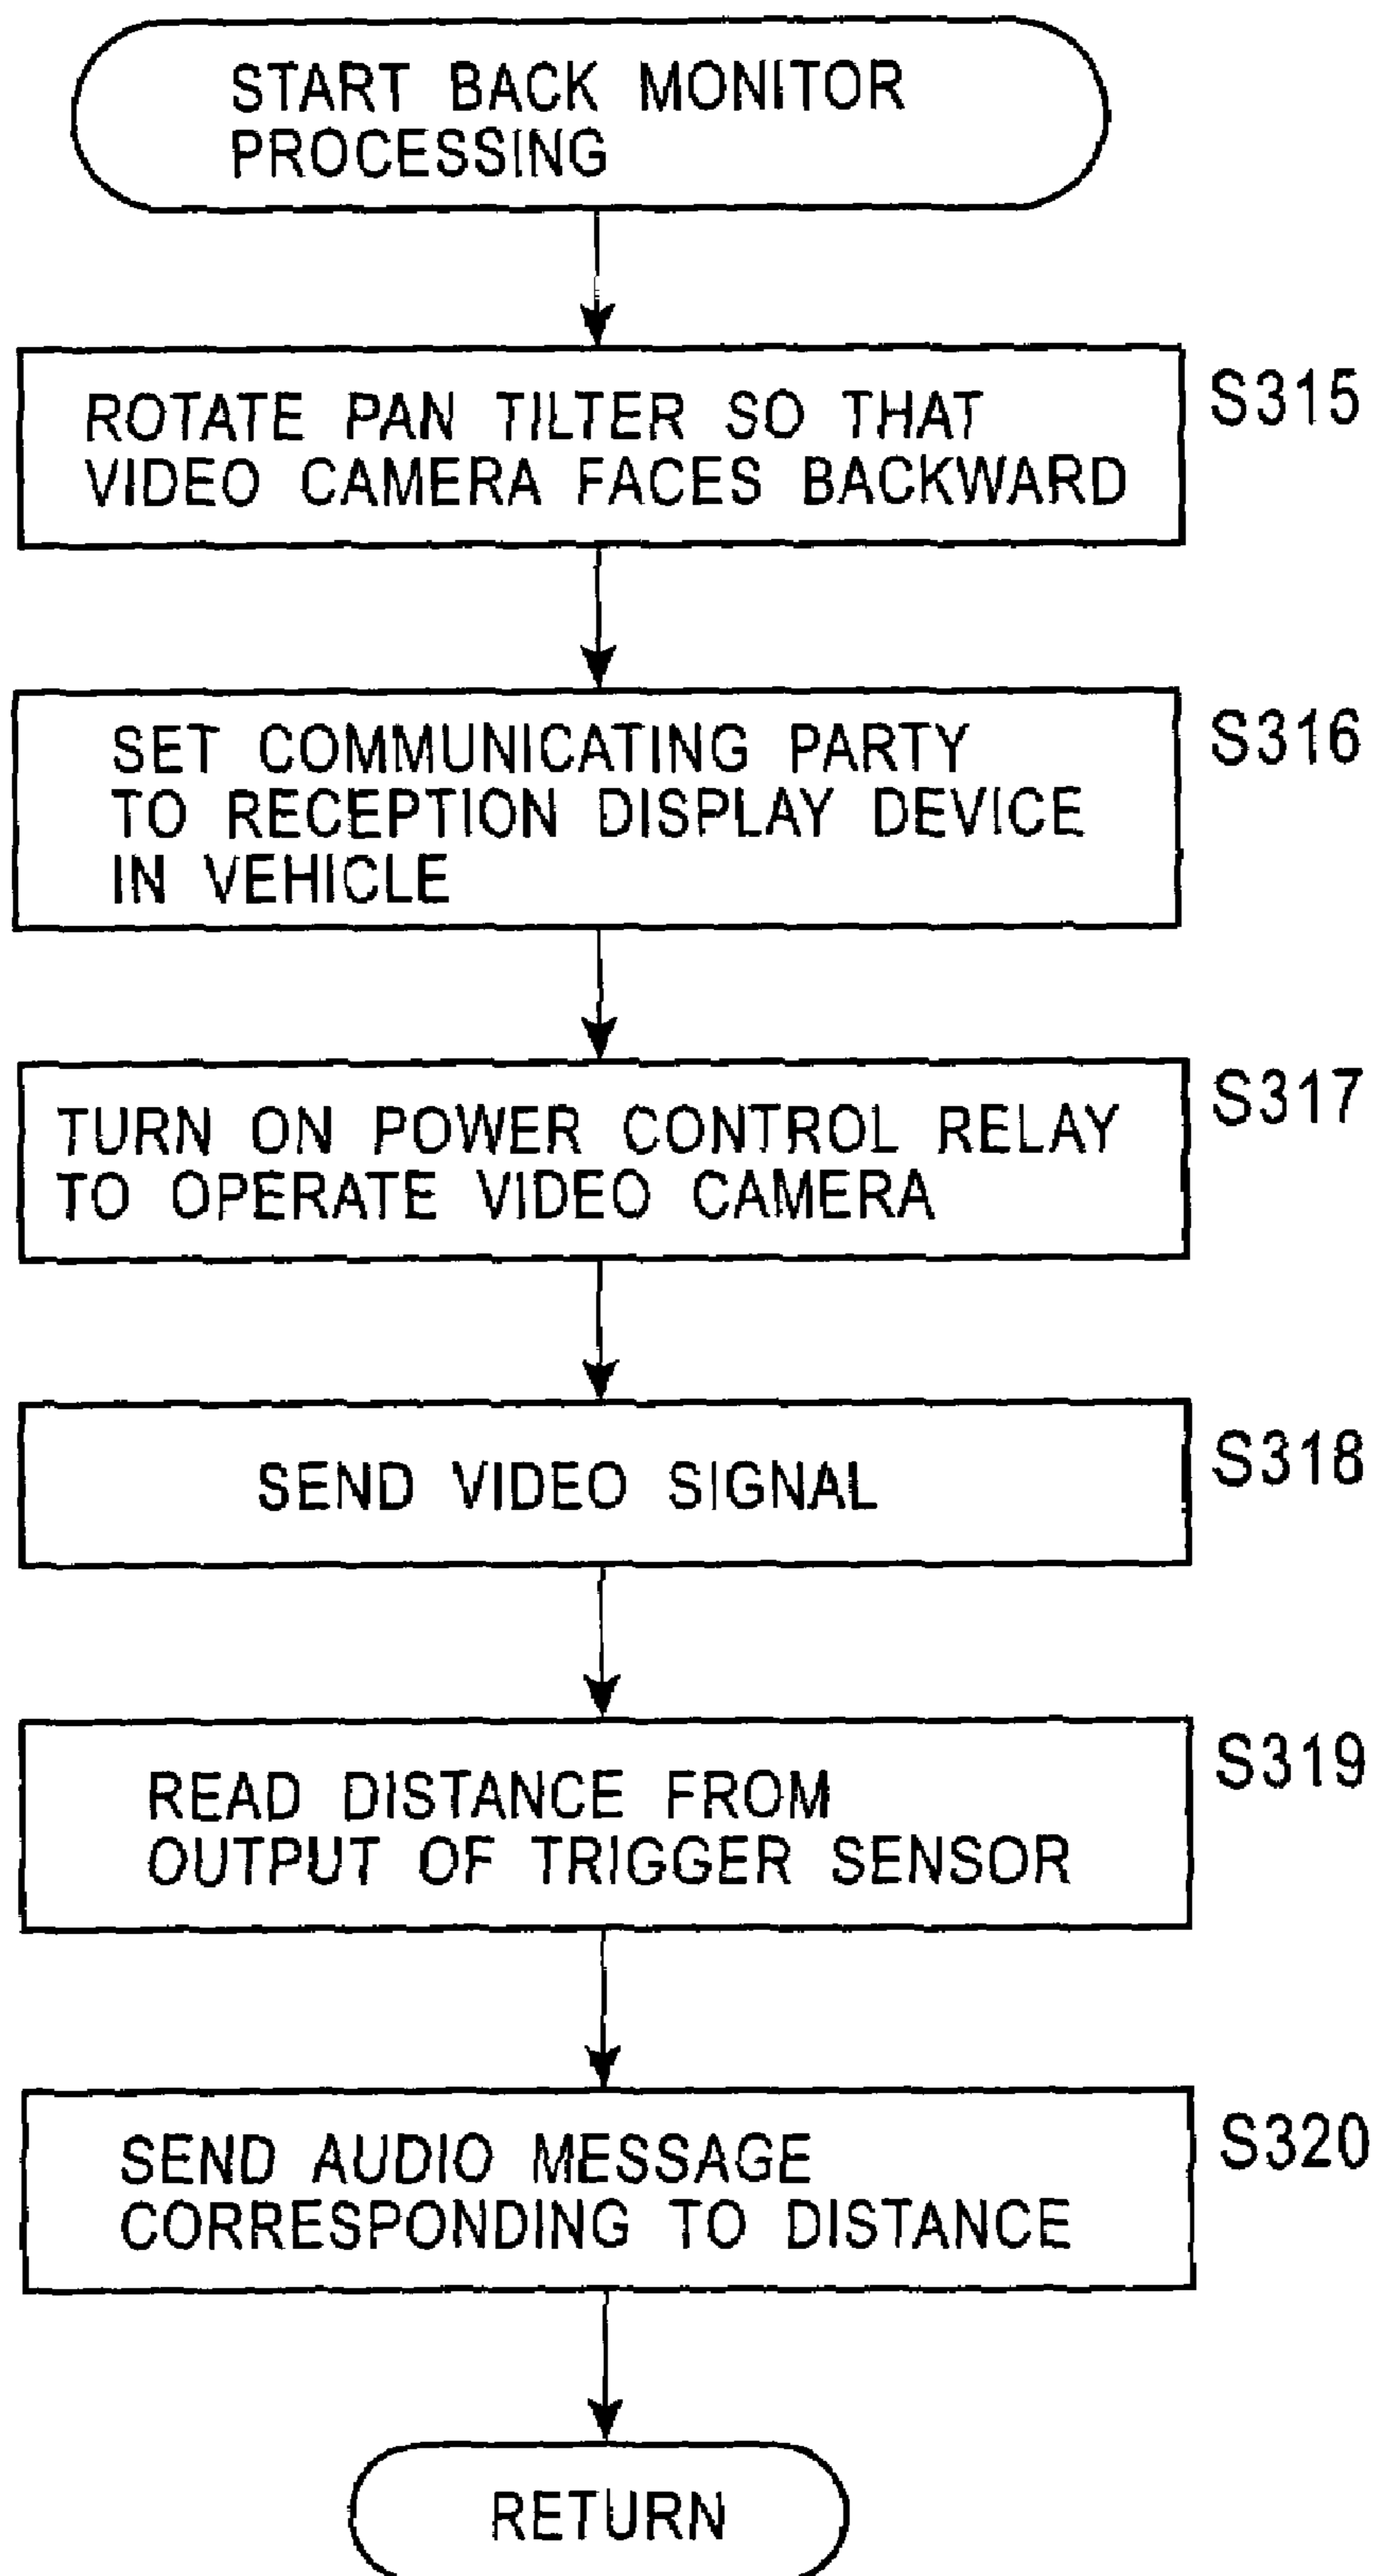 START BACK MONITOR
PROCESSING
ROTATE PAN TILTER SO THAT
VIDEO CAMERA FACES BACKWARD
S315
SET COMMUNICATING PARTY
TO RECEPTION DISPLAY DEVICE
IN VEHICLE
S316
TURN ON POWER CONTROL RELAY
TO OPERATE VIDEO CAMERA
S317
SEND VIDEO SIGNAL
S318
READ DISTANCE FROM
OUTPUT OF TRIGGER SENSOR
S319
SEND AUDIO MESSAGE
CORRESPONDING TO DISTANCE
S320
RETURN